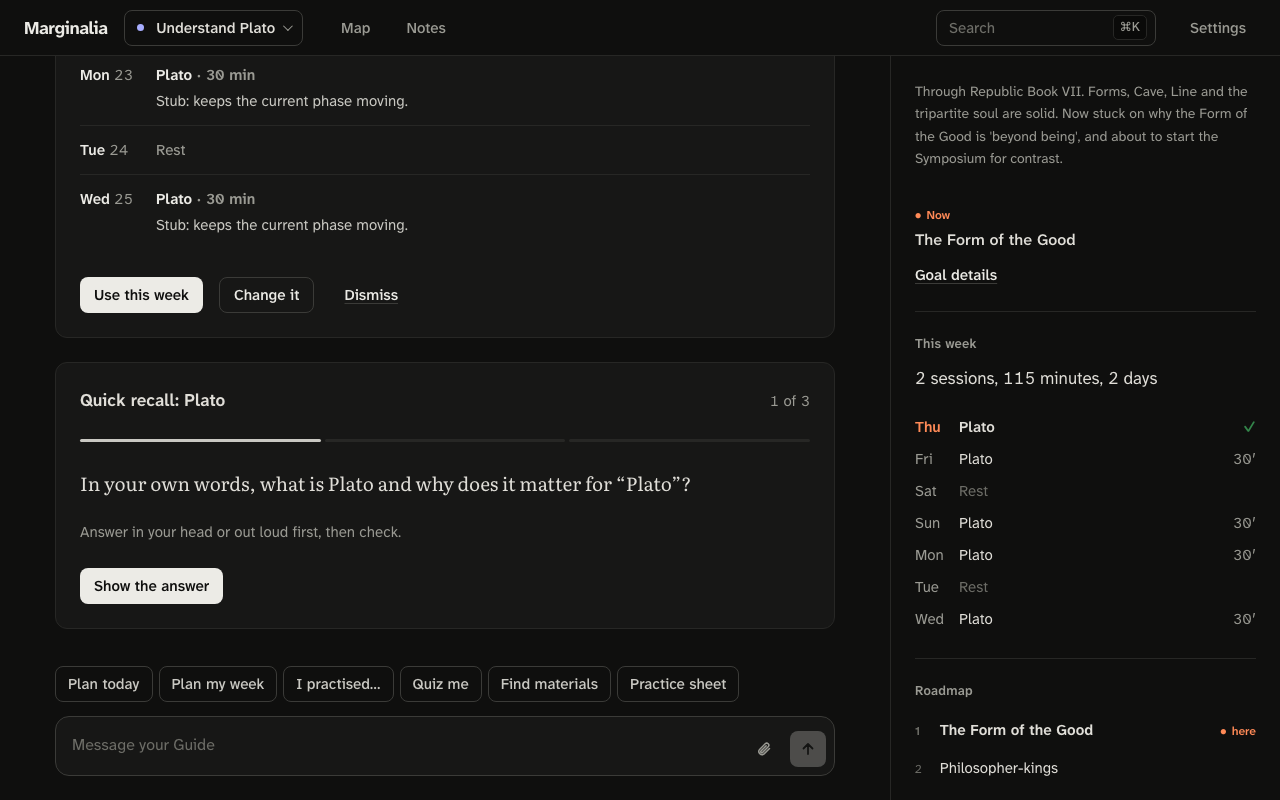 Marginalia
Understand Plato
Map
Notes
Search
⌘K
Settings
Mon 23
Plato · 30 min
Stub: keeps the current phase moving.
Tue 24
Rest
Wed 25
Plato · 30 min
Stub: keeps the current phase moving.
Use this week
Change it
Dismiss
Quick recall: Plato
1 of 3
In your own words, what is Plato and why does it matter for “Plato”?
Answer in your head or out loud first, then check.
Show the answer
Plan today
Plan my week
I practised...
Quiz me
Find materials
Practice sheet
Message your Guide
Through Republic Book VII. Forms, Cave, Line and the
tripartite soul are solid. Now stuck on why the Form of
the Good is 'beyond being', and about to start the
Symposium for contrast.
Now
The Form of the Good
Goal details
This week
2 sessions, 115 minutes, 2 days
Thu Plato ✓
Fri Plato 30′
Sat Rest
Sun Plato 30′
Mon Plato 30′
Tue Rest
Wed Plato 30′
Roadmap
1 The Form of the Good
here
2 Philosopher-kings